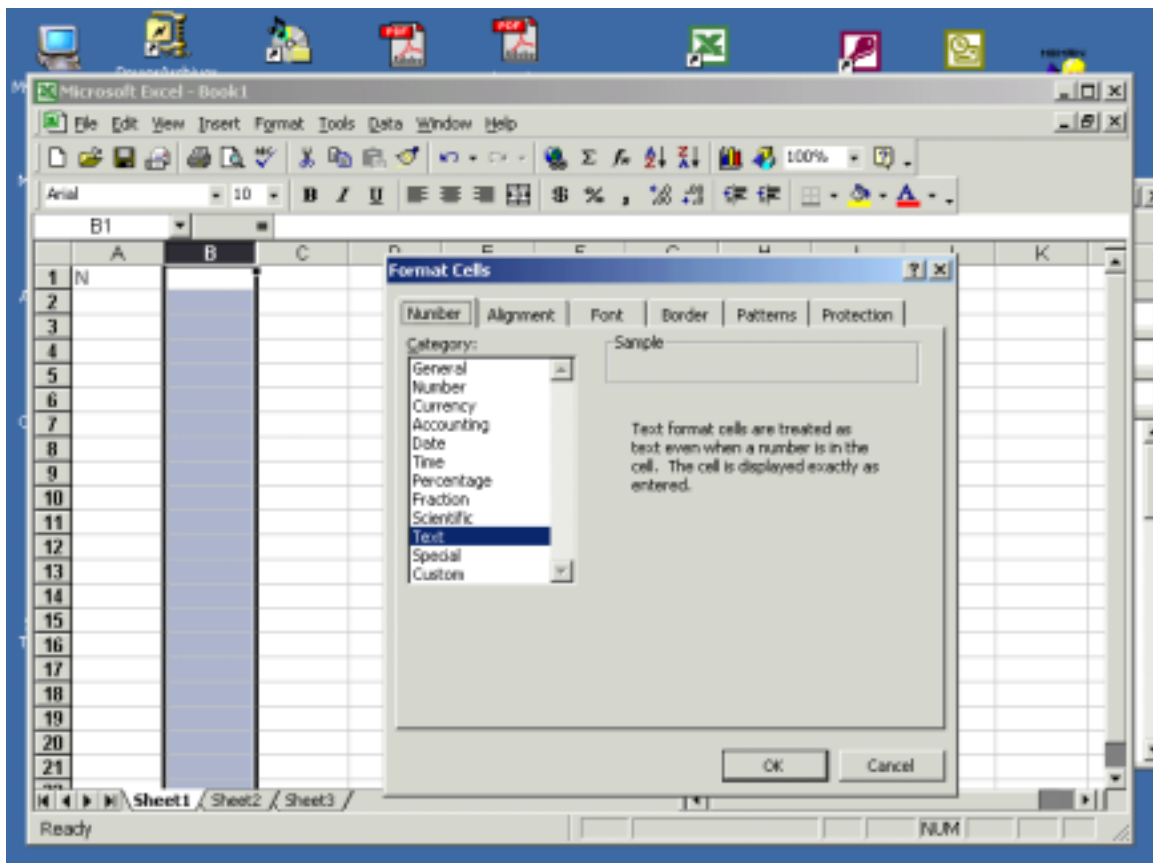 PDF
PDF
Microsoft Excel - Book1
File Edit View Insert Format Tools Data Window Help
100%
Arial 10 B I U $ % ,
B1 =
A B C D E F G H I J K
Format Cells
1 N
Number Alignment Font Border Patterns Protection
2
3
Category: Sample
4
General
5
Number
6
Currency
7
Accounting
Text format cells are treated as
8
Date
text even when a number is in the
9
Time
cell. The cell is displayed exactly as
Percentage
entered.
10
Fraction
11
Scientific
12
Text
Special
13
Custom
14
15
16
17
18
19
20
21
OK Cancel
22
Sheet1 Sheet2 Sheet3
Ready NUM